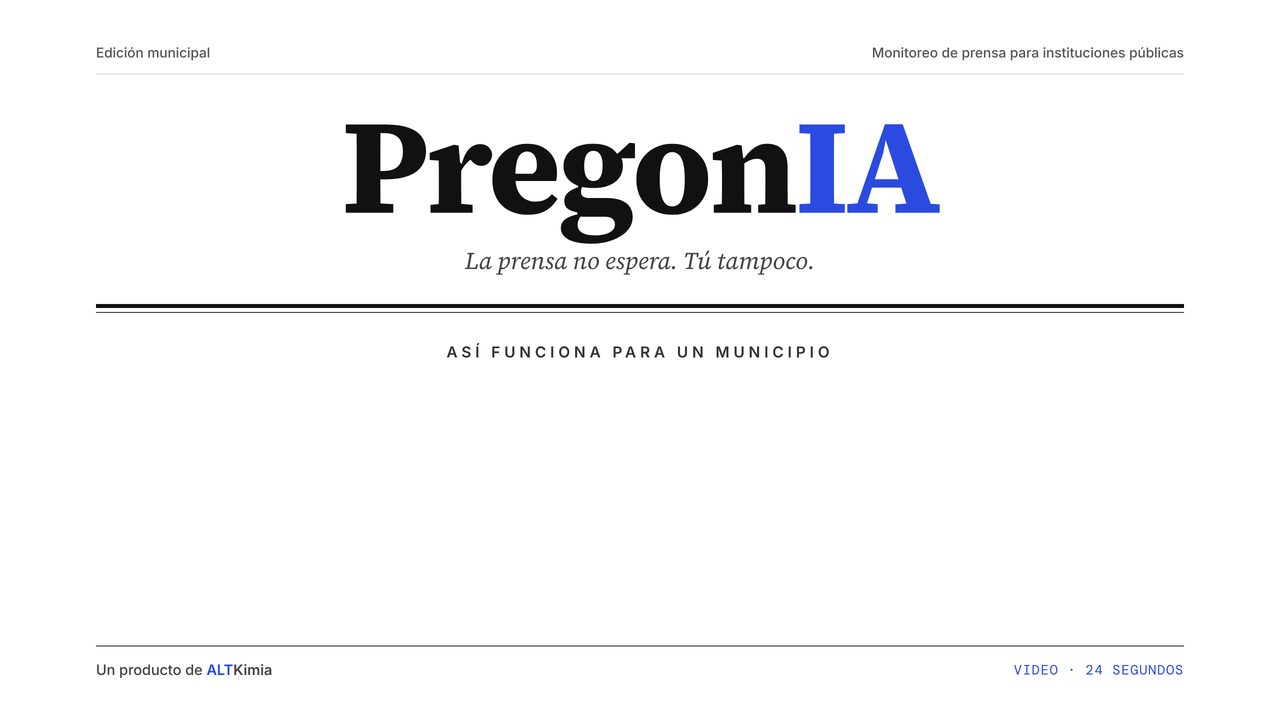 Edición municipal
Monitoreo de prensa para instituciones públicas
PregonIA
La prensa no espera. Tú tampoco.
ASÍ FUNCIONA PARA UN MUNICIPIO
Un producto de ALTKimia
VIDEO · 24 SEGUNDOS